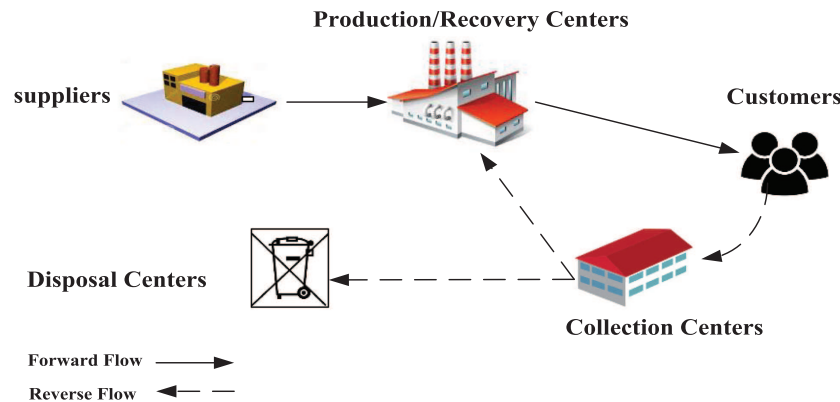 Production/Recovery Centers
suppliers
Customers
Disposal Centers
Collection Centers
Forward Flow
Reverse Flow